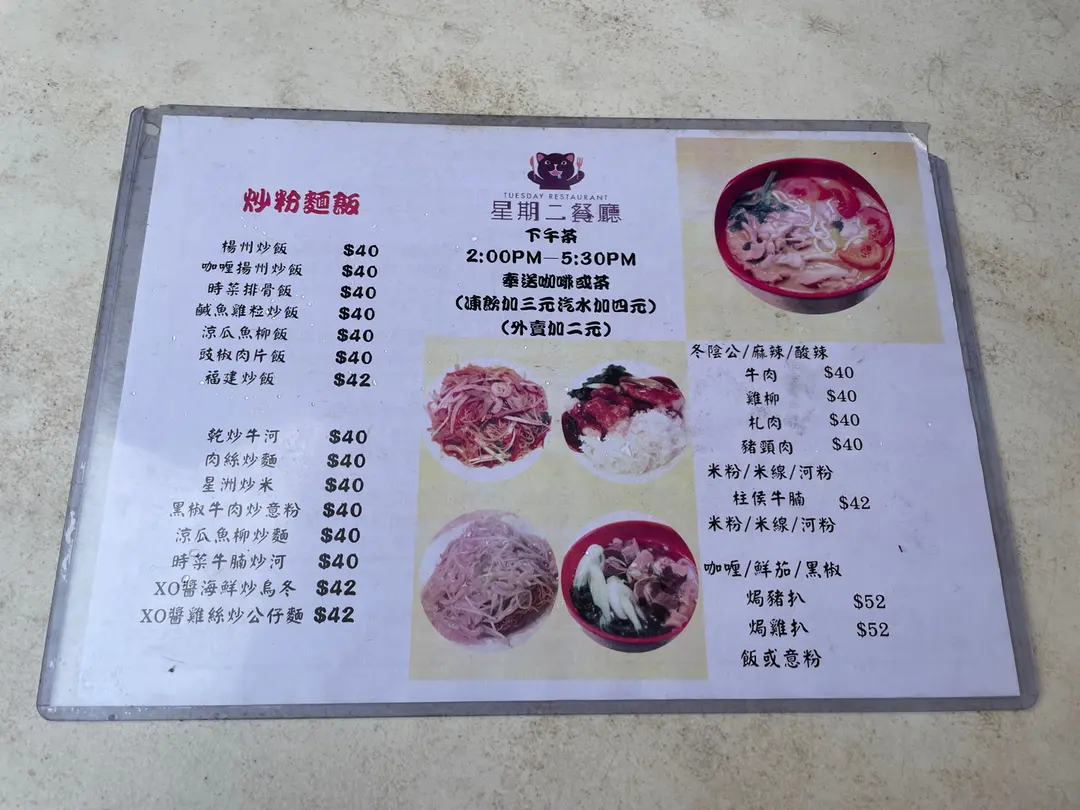 炒粉麵飯
揚州炒飯 $40
咖喱揚州炒飯 $40
時菜排骨飯 $40
鹹魚雞粒炒飯 $40
涼瓜魚柳飯 $40
豉椒肉片飯 $40
福建炒飯 $42
乾炒牛河 $40
肉絲炒麵 $40
星洲炒米 $40
黑椒牛肉炒意粉 $40
涼瓜魚柳炒麵 $40
時菜牛腩炒河 $40
XO醬海鮮炒烏冬 $42
XO醬雞絲炒公仔麵 $42
TUESDAY RESTAURANT
星期二餐廳
下午茶
2:00PM—5:30PM
奉送咖啡或茶
(凍飲加三元汽水加四元)
(外賣加二元)
冬陰公/麻辣/酸辣
牛肉 $40
雞柳 $40
札肉 $40
豬頸肉 $40
米粉/米線/河粉
柱侯牛腩 $42
米粉/米線/河粉
咖喱/鮮茄/黑椒
焗豬扒 $52
焗雞扒 $52
飯或意粉